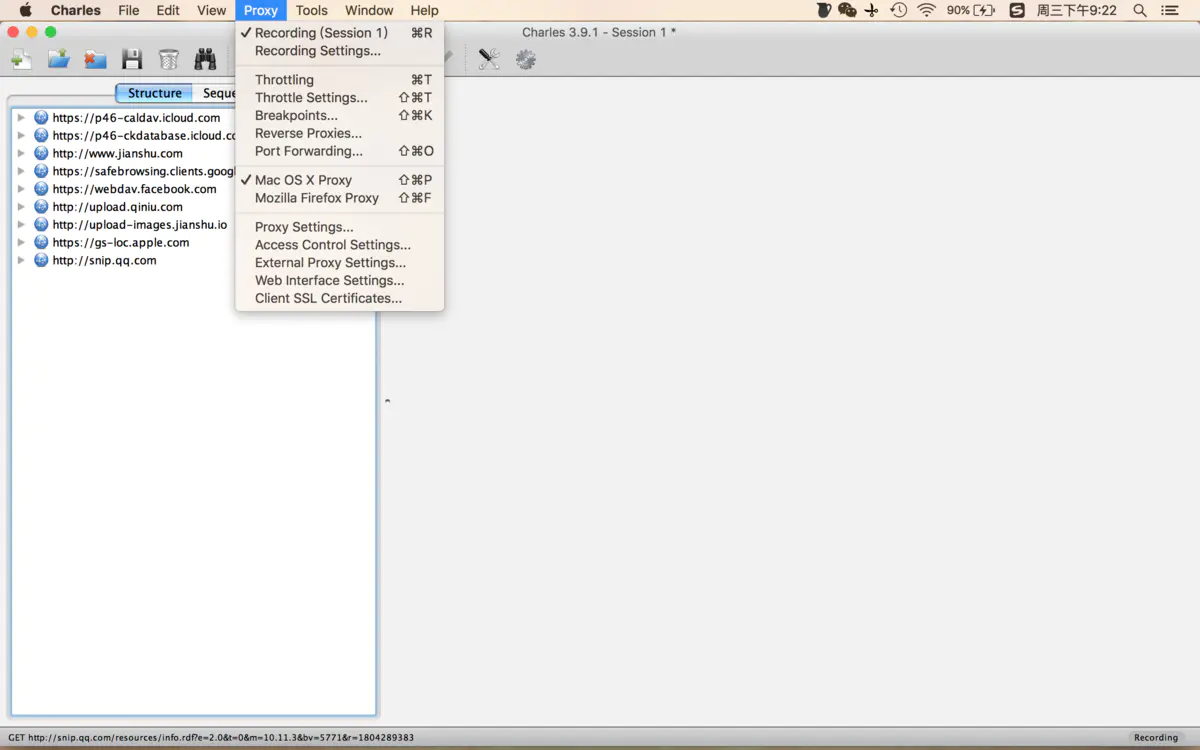 Charles File Edit View Proxy Tools Window Help 90% 周三下午9:22
Charles 3.9.1 - Session 1 *
✓ Recording (Session 1) ⌘R
Recording Settings...
Throttling ⌘T
Throttle Settings... ⇧⌘T
Breakpoints... ⇧⌘K
Reverse Proxies...
Port Forwarding... ⇧⌘O
✓ Mac OS X Proxy ⇧⌘P
Mozilla Firefox Proxy ⇧⌘F
Proxy Settings...
Access Control Settings...
External Proxy Settings...
Web Interface Settings...
Client SSL Certificates...
Structure Seque
https://p46-caldav.icloud.com
https://p46-ckdatabase.icloud.co
http://www.jianshu.com
https://safebrowsing.clients.goog
https://webdav.facebook.com
http://upload.qiniu.com
http://upload-images.jianshu.io
https://gs-loc.apple.com
http://snip.qq.com
GET http://snip.qq.com/resources/info.rdf?e=2.0&t=0&m=10.11.3&bv=5771&r=1804289383 Recording